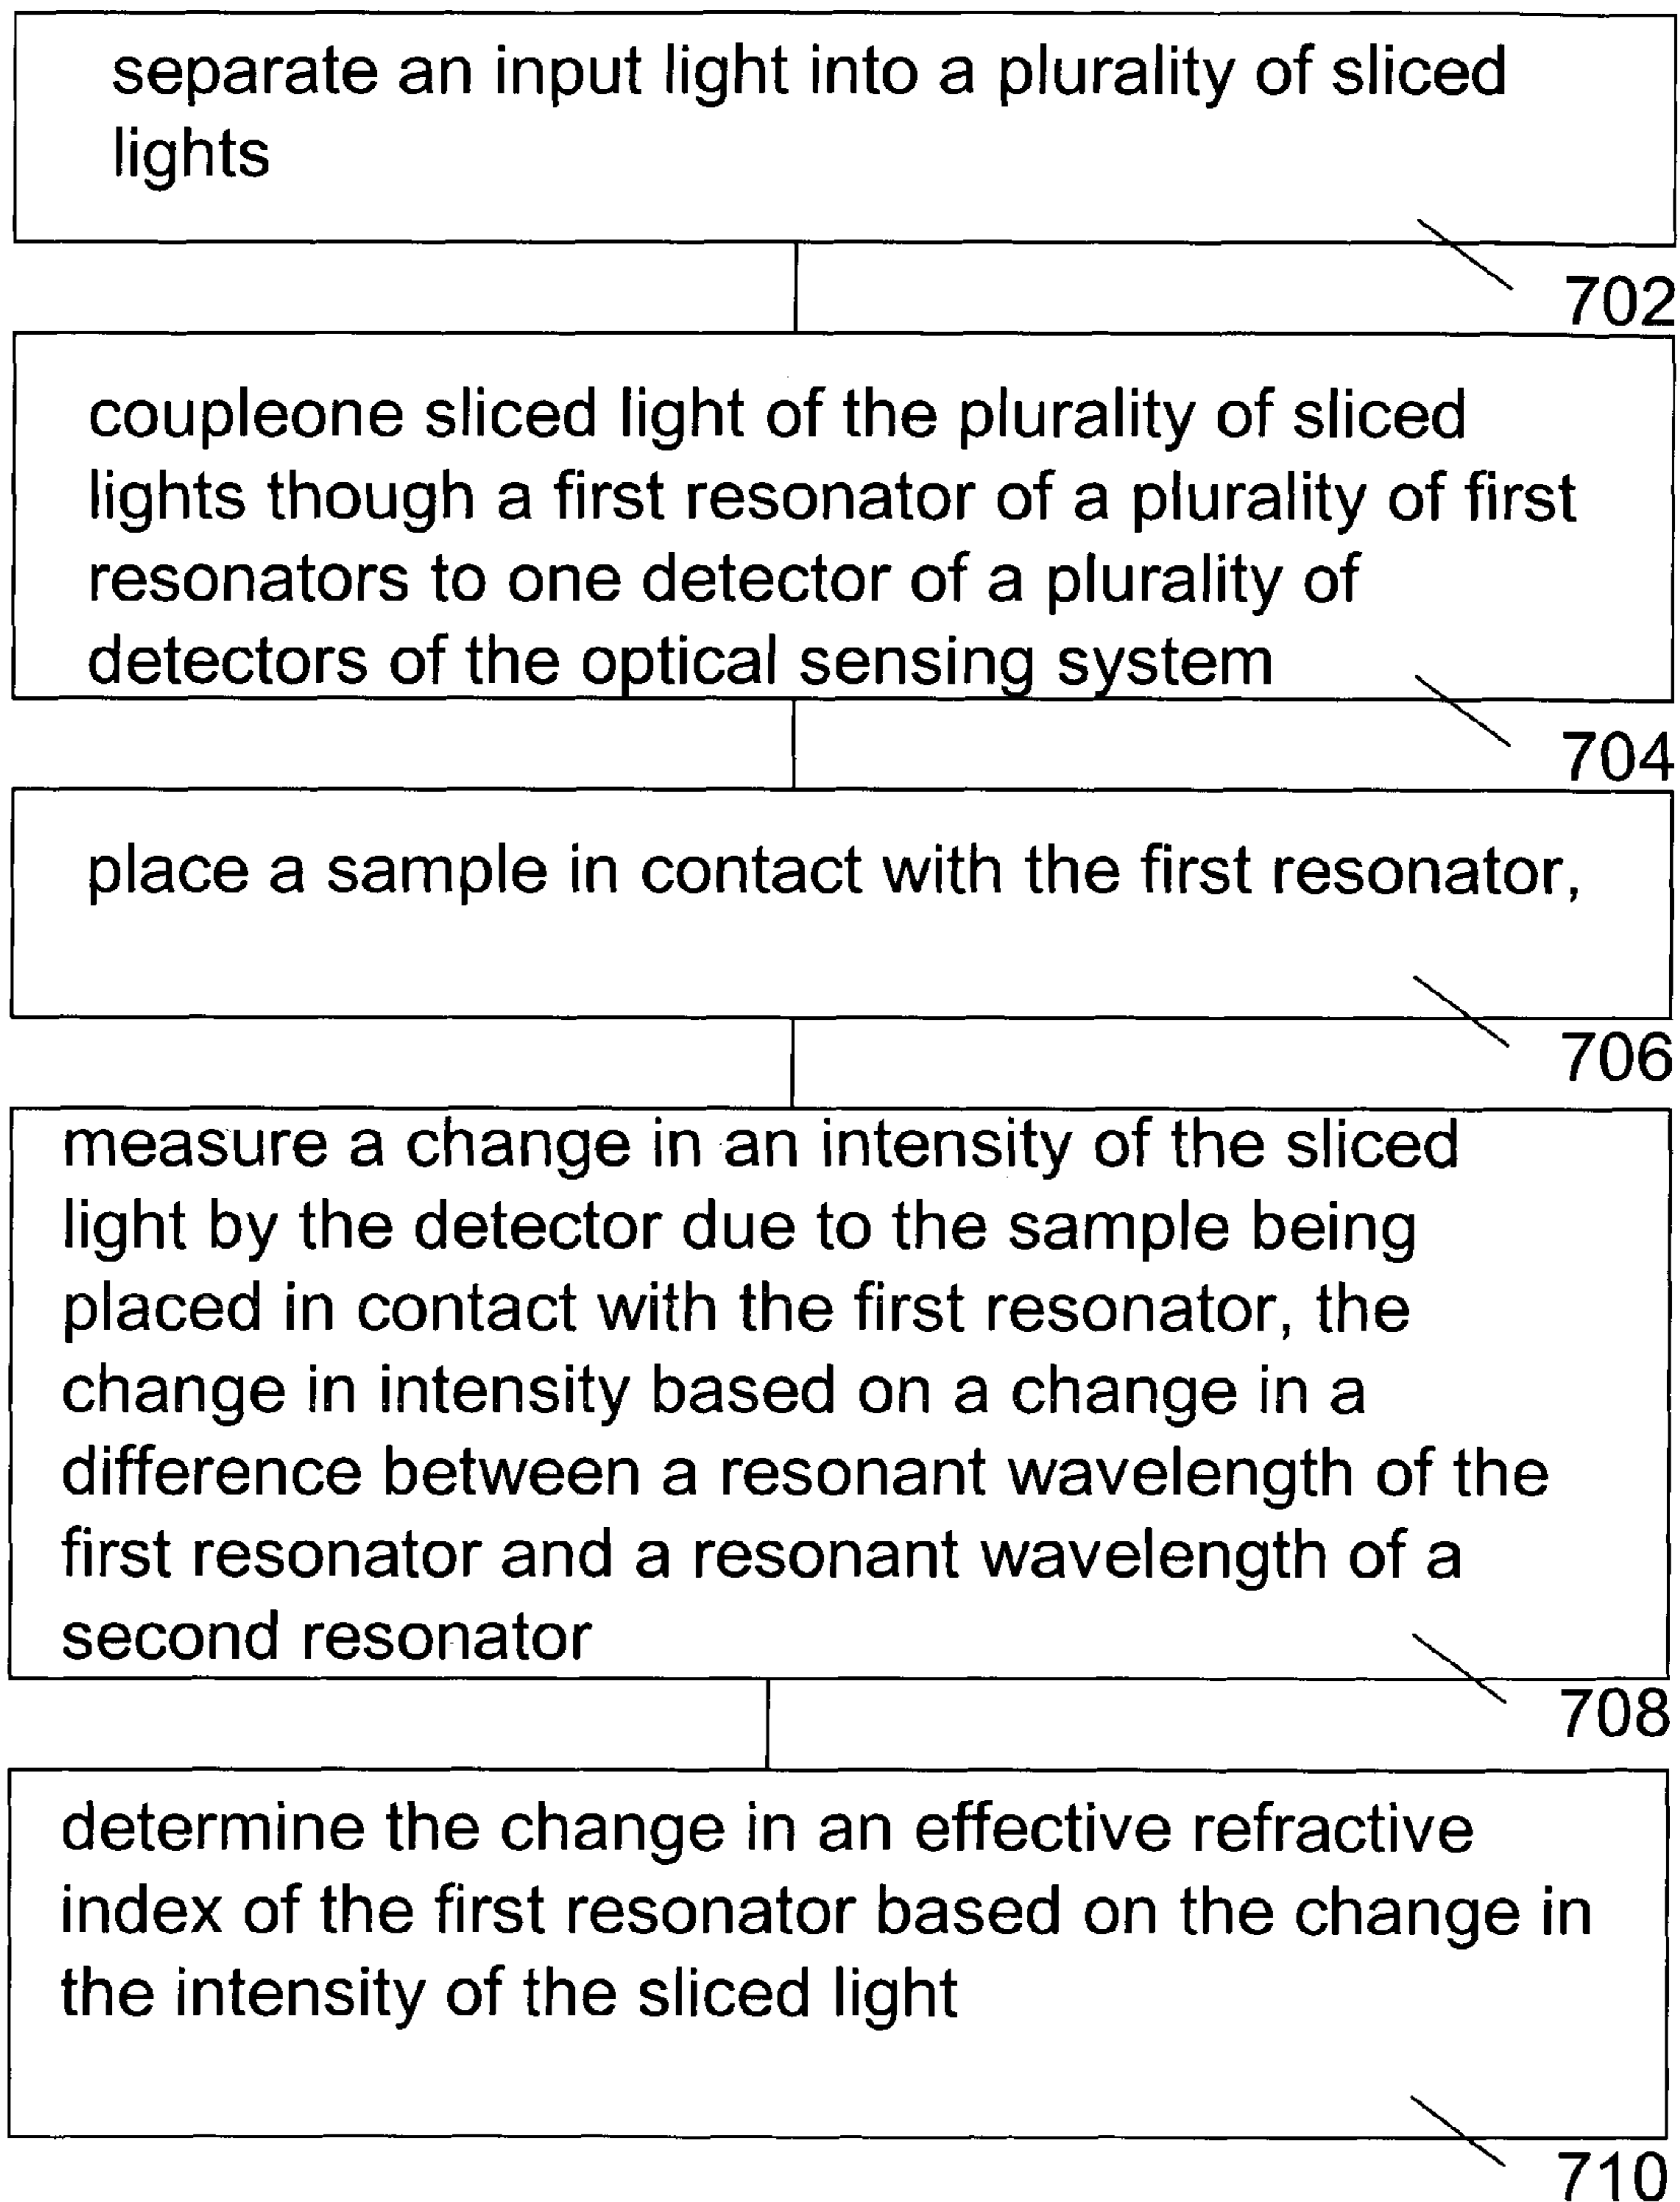 separate an input light into a plurality of sliced
lights
702
coupleone sliced light of the plurality of sliced
lights though a first resonator of a plurality of first
resonators to one detector of a plurality of
detectors of the optical sensing system
704
place a sample in contact with the first resonator,
706
measure a change in an intensity of the sliced
light by the detector due to the sample being
placed in contact with the first resonator, the
change in intensity based on a change in a
difference between a resonant wavelength of the
first resonator and a resonant wavelength of a
second resonator
708
determine the change in an effective refractive
index of the first resonator based on the change in
the intensity of the sliced light
710